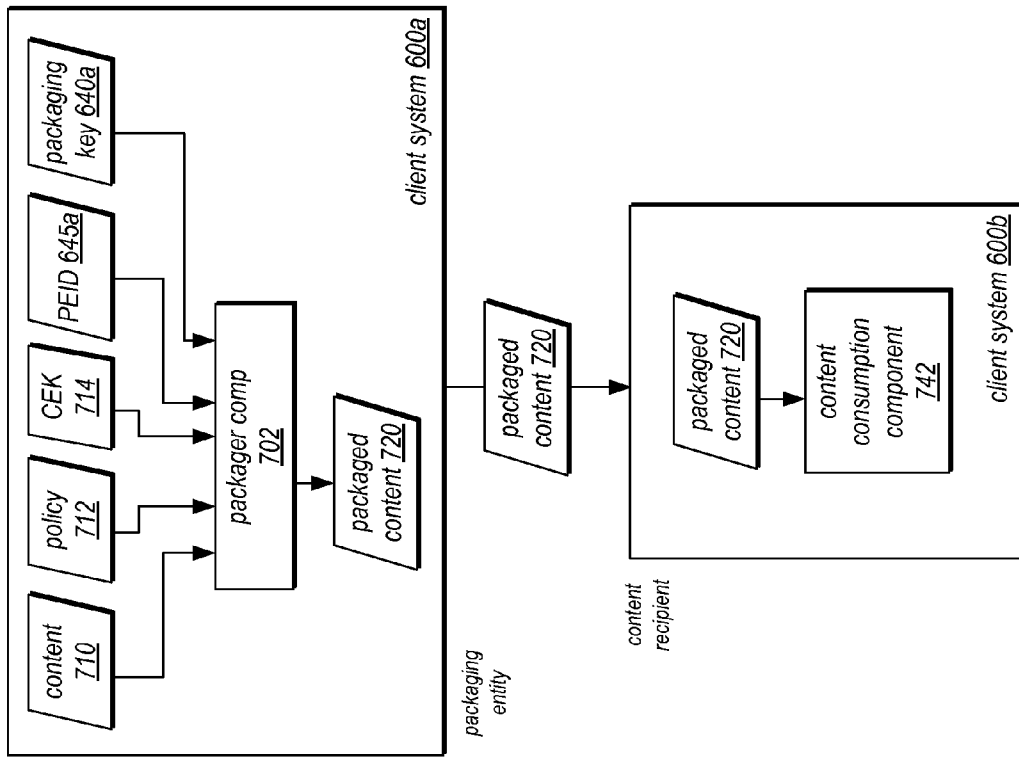 content
710
policy
712
CEK
714
PEID 645a
packaging
key 640a
packager comp
702
packaged
content 720
client system 600a
packaging
entity
packaged
content 720
content
recipient
packaged
content 720
content
consumption
component
742
client system 600b